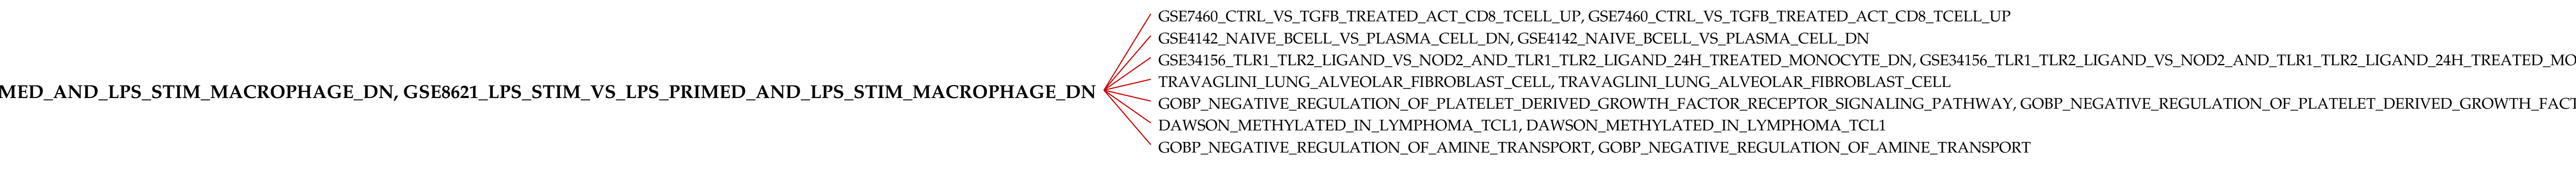 GSE7460_CTRL_VS_TGFB_TREATED_ACT_CD8_TCELL_UP, GSE7460_CTRL_VS_TGFB_TREATED_ACT_CD8_TCELL_UP
GSE4142_NAIVE_BCELL_VS_PLASMA_CELL_DN, GSE4142_NAIVE_BCELL_VS_PLASMA_CELL_DN
GSE34156_TLR1_TLR2_LIGAND_VS_NOD2_AND_TLR1_TLR2_LIGAND_24H_TREATED_MONOCYTE_DN, GSE34156_TLR1_TLR2_LIGAND_VS_NOD2_AND_TLR1_TLR2_LIGAND_24H_TREATED_MO
TRAVAGLINI_LUNG_ALVEOLAR_FIBROBLAST_CELL, TRAVAGLINI_LUNG_ALVEOLAR_FIBROBLAST_CELL
MED_AND_LPS_STIM_MACROPHAGE_DN, GSE8621_LPS_STIM_VS_LPS_PRIMED_AND_LPS_STIM_MACROPHAGE_DN
GOBP_NEGATIVE_REGULATION_OF_PLATELET_DERIVED_GROWTH_FACTOR_RECEPTOR_SIGNALING_PATHWAY, GOBP_NEGATIVE_REGULATION_OF_PLATELET_DERIVED_GROWTH_FACT
DAWSON_METHYLATED_IN_LYMPHOMA_TCL1, DAWSON_METHYLATED_IN_LYMPHOMA_TCL1
GOBP_NEGATIVE_REGULATION_OF_AMINE_TRANSPORT, GOBP_NEGATIVE_REGULATION_OF_AMINE_TRANSPORT